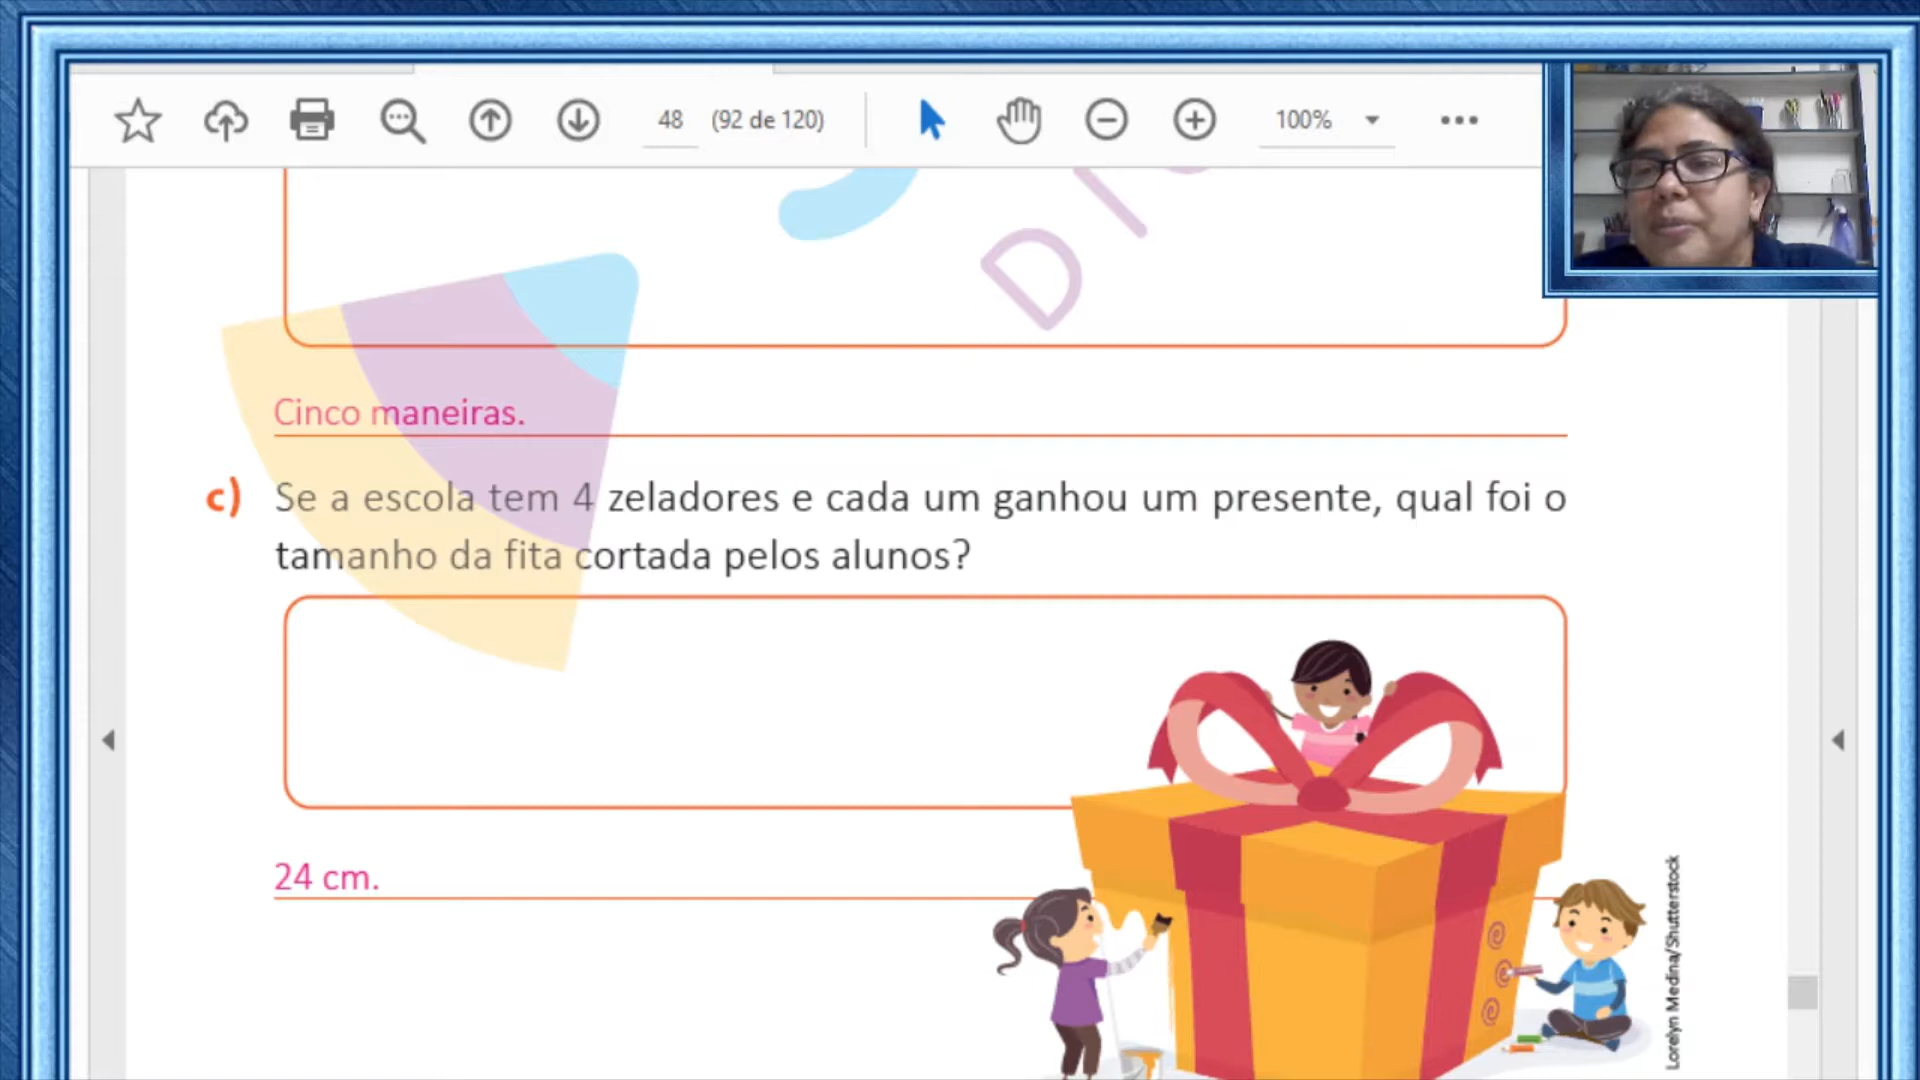 48 (92 de 120) 100%
DI
Cinco maneiras.
c) Se a escola tem 4 zeladores e cada um ganhou um presente, qual foi o
tamanho da fita cortada pelos alunos?
24 cm.
Lorelyn Medina/Shutterstock